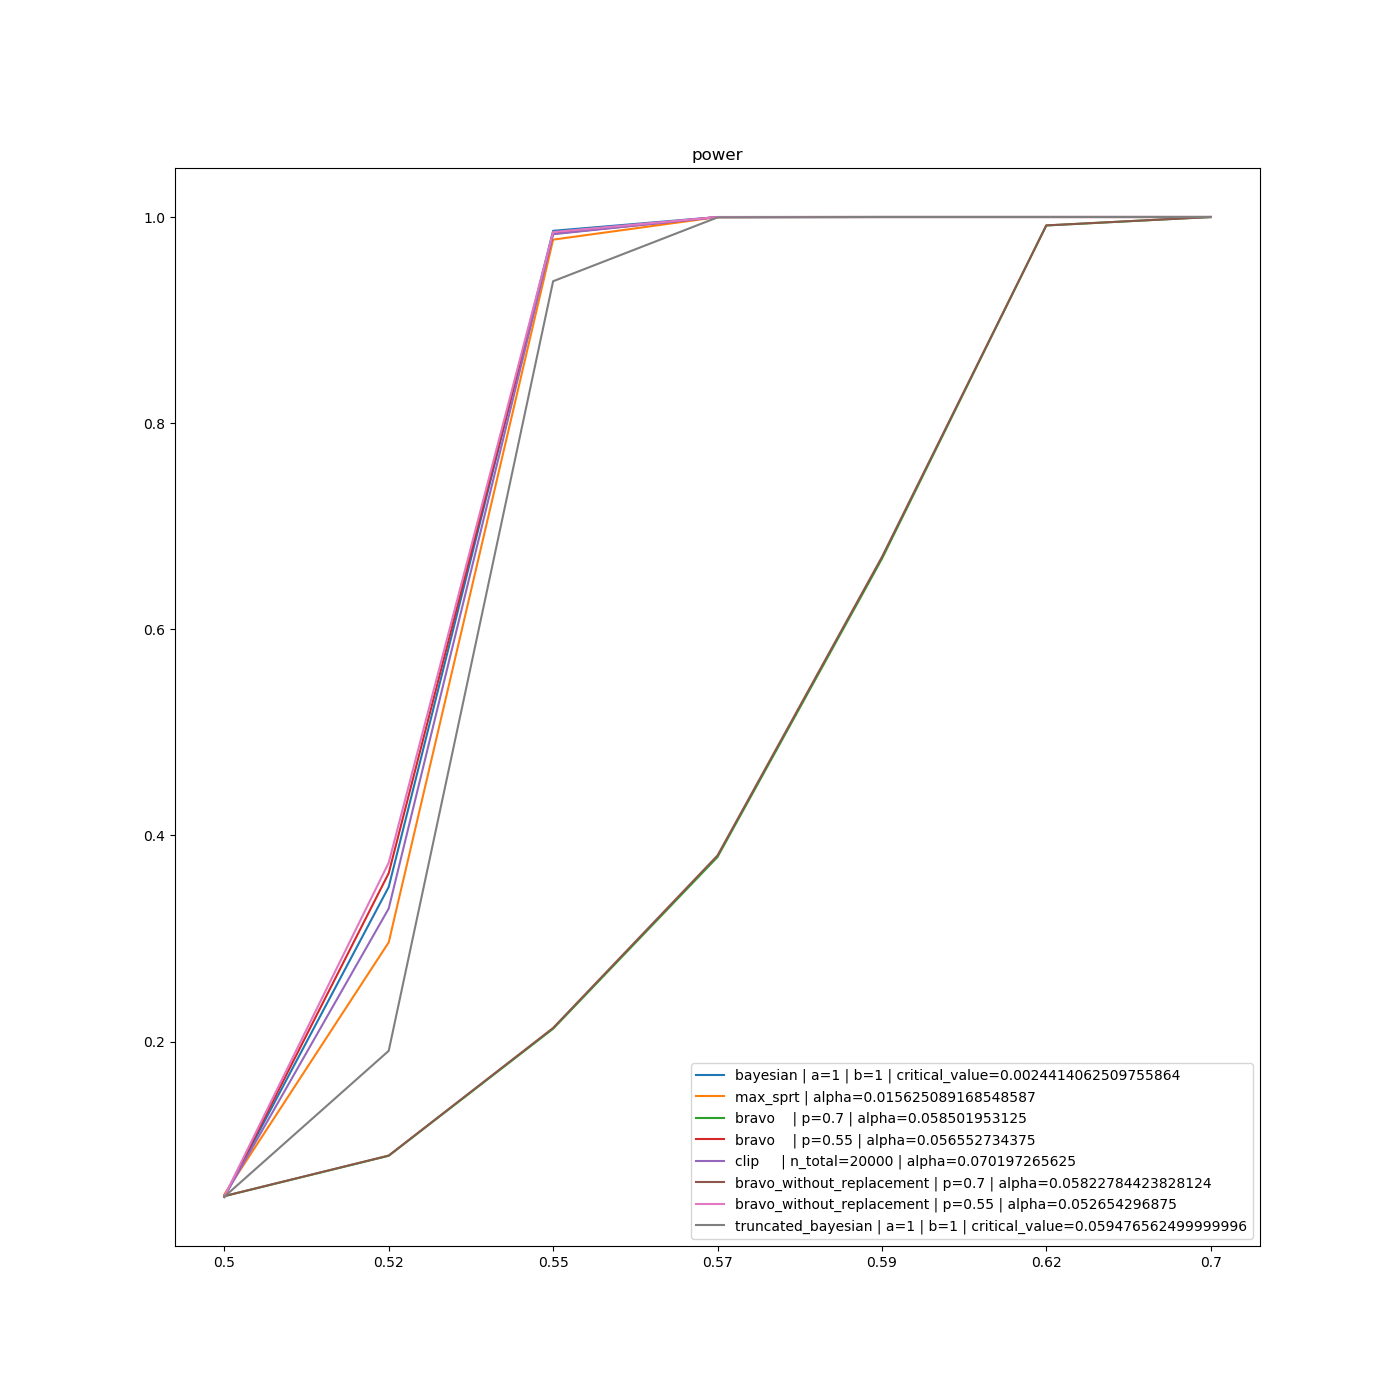 power
1.0
0.8
0.6
0.4
0.2
bayesian | a=1 | b=1 | critical_value=0.0024414062509755864
max_sprt | alpha=0.015625089168548587
bravo    | p=0.7 | alpha=0.058501953125
bravo    | p=0.55 | alpha=0.056552734375
clip     | n_total=20000 | alpha=0.070197265625
bravo_without_replacement | p=0.7 | alpha=0.05822784423828124
bravo_without_replacement | p=0.55 | alpha=0.052654296875
truncated_bayesian | a=1 | b=1 | critical_value=0.059476562499999996
0.5 0.52 0.55 0.57 0.59 0.62 0.7